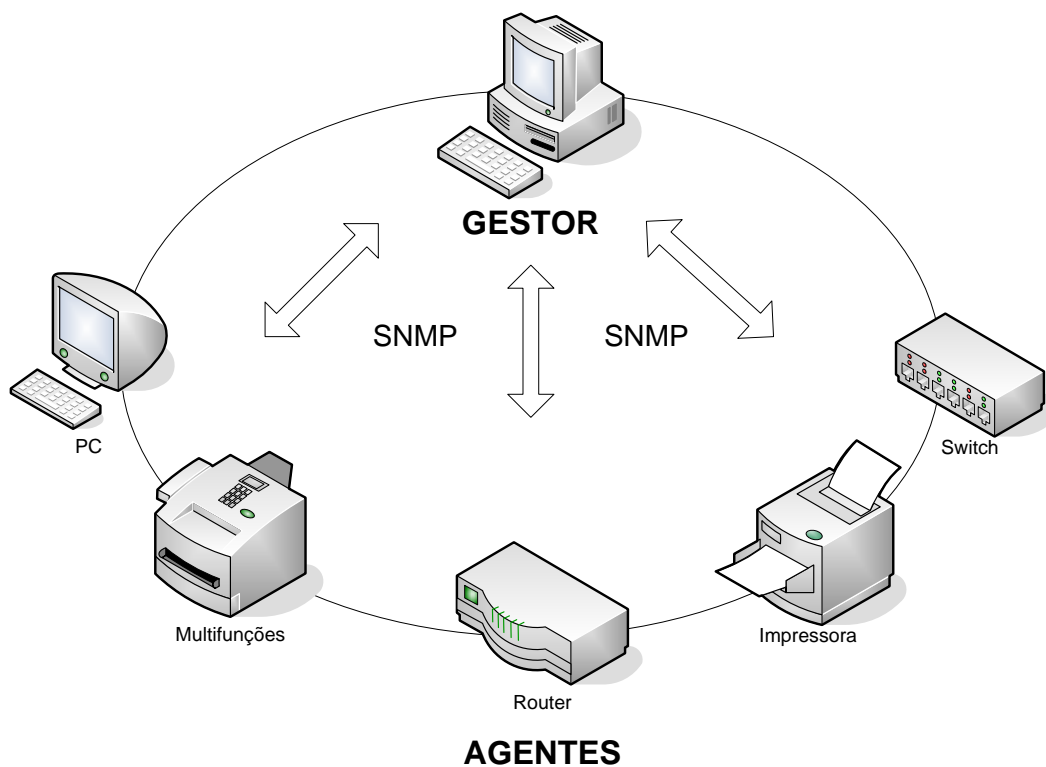 GESTOR
SNMP
SNMP
PC
Switch
Multifunções
Impressora
Router
AGENTES